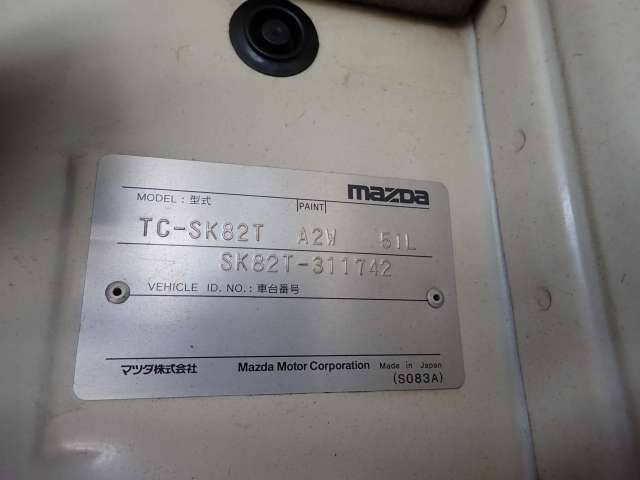 mazda
MODEL : 型式 PAINT
TC-SK82T A2W 51L
SK82T-311742
VEHICLE ID. NO. : 車台番号
マツダ株式会社 Mazda Motor Corporation Made in Japan
(S083A)